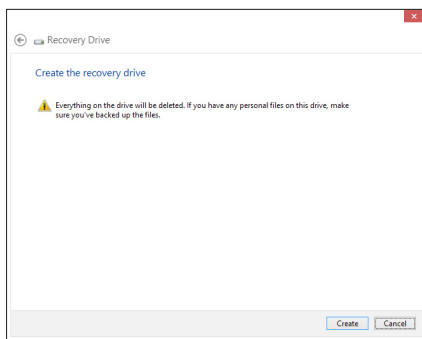 Recovery Drive
Create the recovery drive
Everything on the drive will be deleted. If you have any personal files on this drive, make
sure you've backed up the files.
Create Cancel